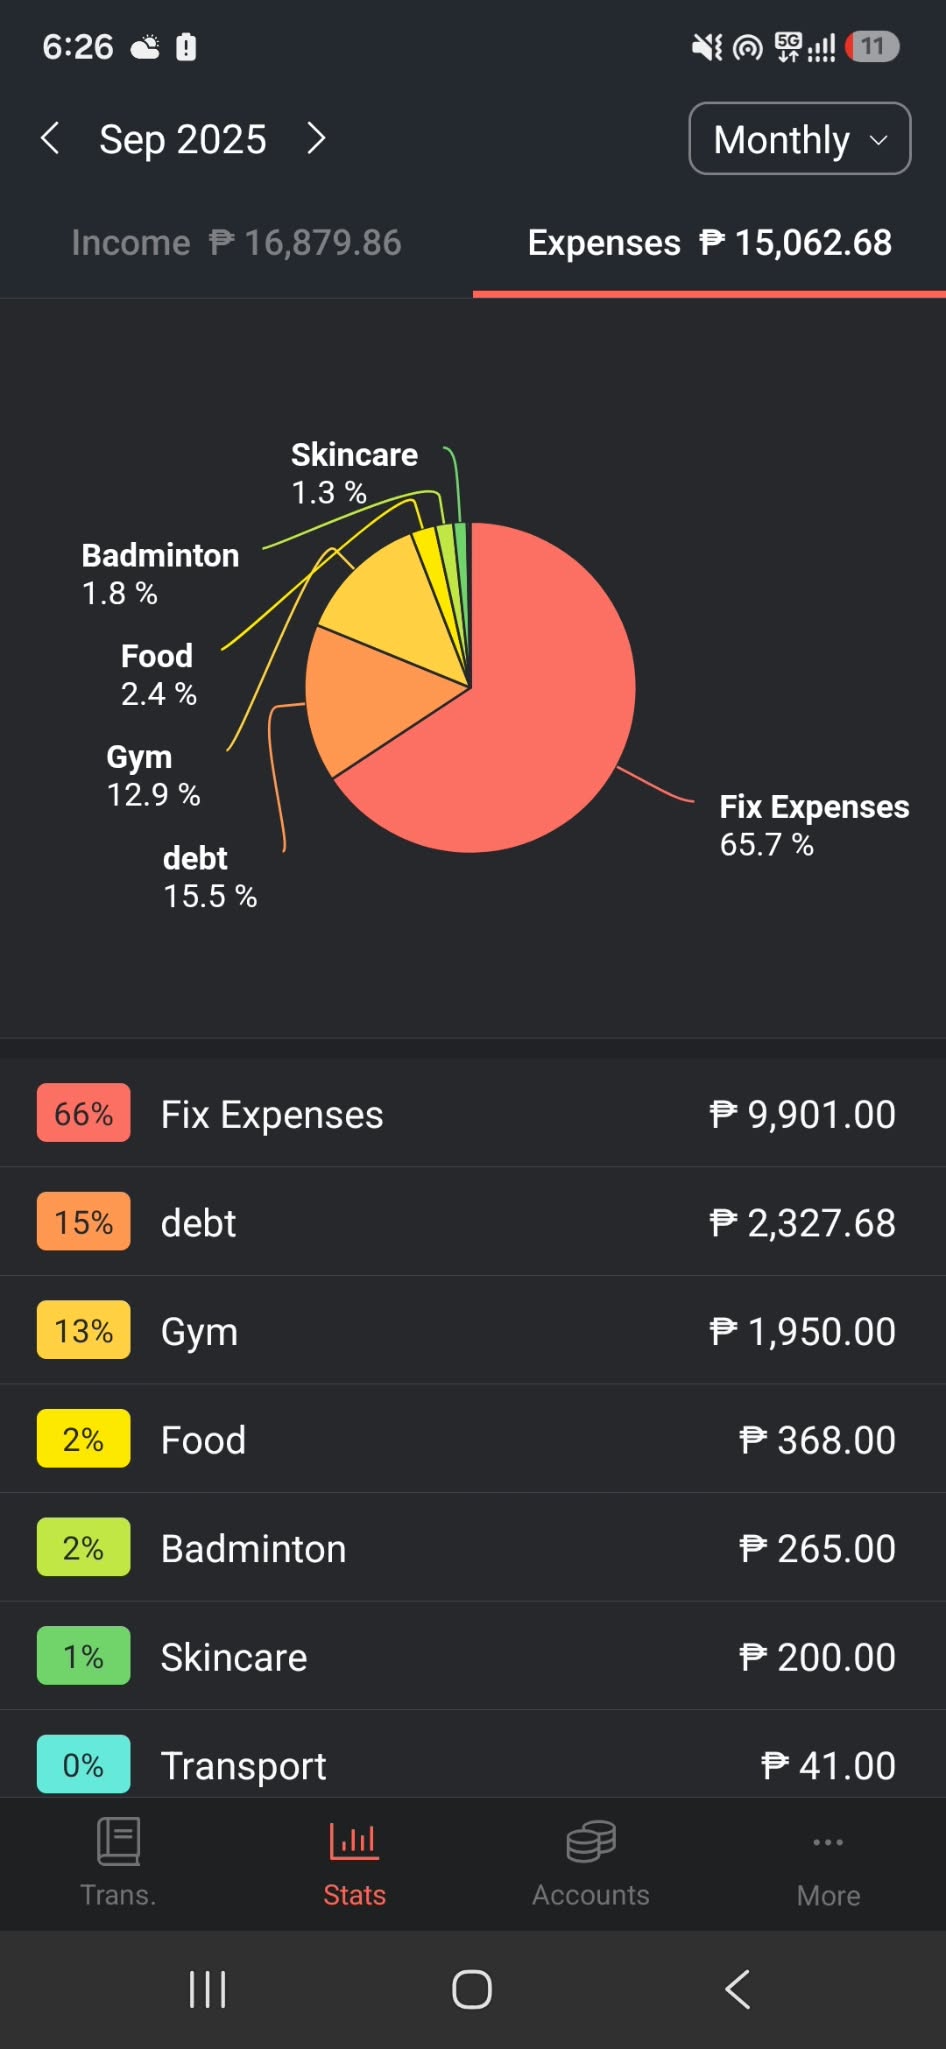 6:26
5G
11
Sep 2025
Monthly
Income ₱ 16,879.86
Expenses ₱ 15,062.68
Skincare
1.3 %
Badminton
1.8 %
Food
2.4 %
Gym
12.9 %
Fix Expenses
65.7 %
debt
15.5 %
66% Fix Expenses ₱ 9,901.00
15% debt ₱ 2,327.68
13% Gym ₱ 1,950.00
2% Food ₱ 368.00
2% Badminton ₱ 265.00
1% Skincare ₱ 200.00
0% Transport ₱ 41.00
Trans.
Stats
Accounts
More